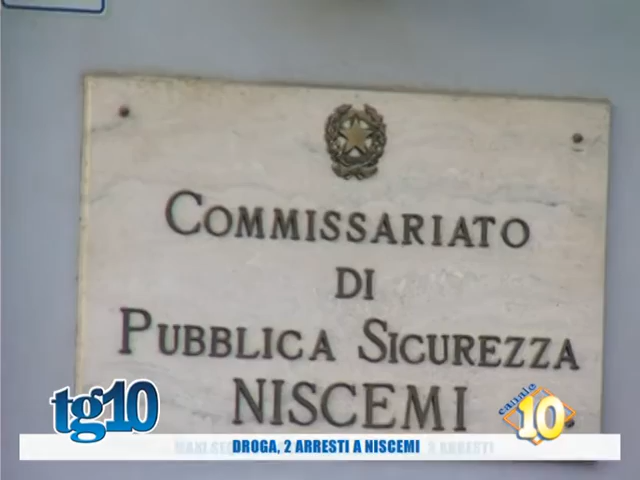 COMMISSARIATO
DI
PUBBLICA SICUREZZA
NISCEMI
tg10
canale
10
DROGA, 2 ARRESTI A NISCEMI